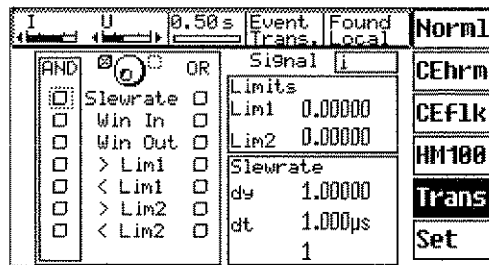 I U 0.50 s Event Found
Trans. Local
Norml
AND OR Signal i
CEhrm
Slewrate Limits
Win In Lim1 0.00000
CEflk
Win Out Lim2 0.00000
> Lim1 Slewrate
HM100
< Lim1 dy 1.00000
Trans
> Lim2 dt 1.000µs
< Lim2 1
Set